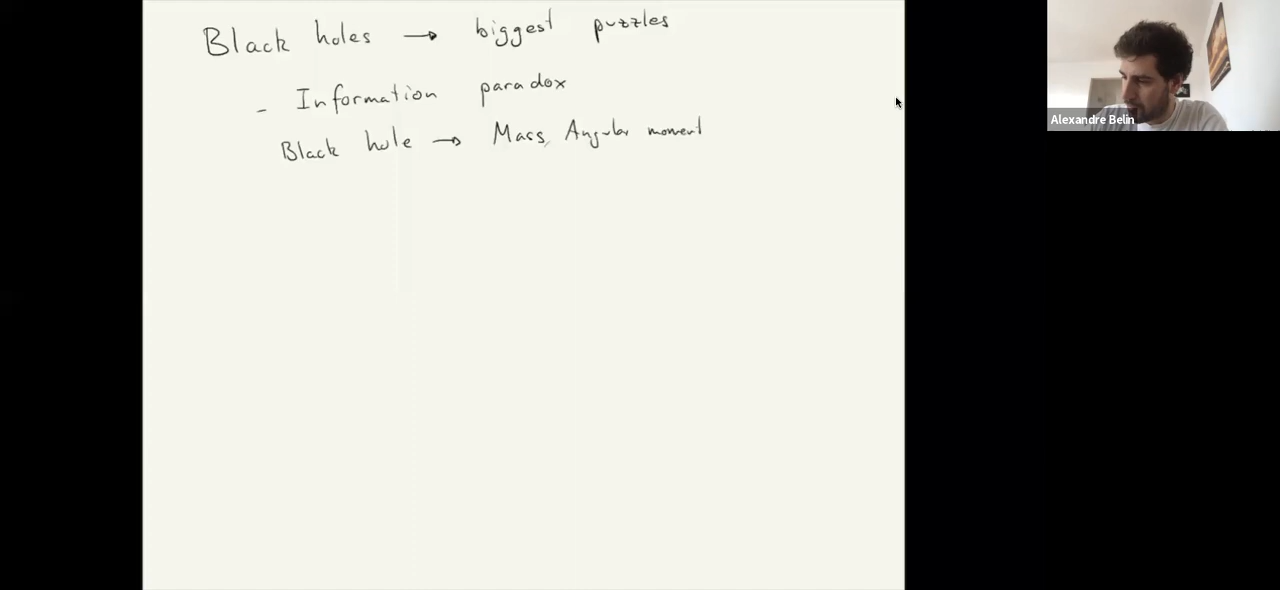 Black holes → biggest puzzles
- Information paradox
Black hole → Mass, Angular moment
Alexandre Belin